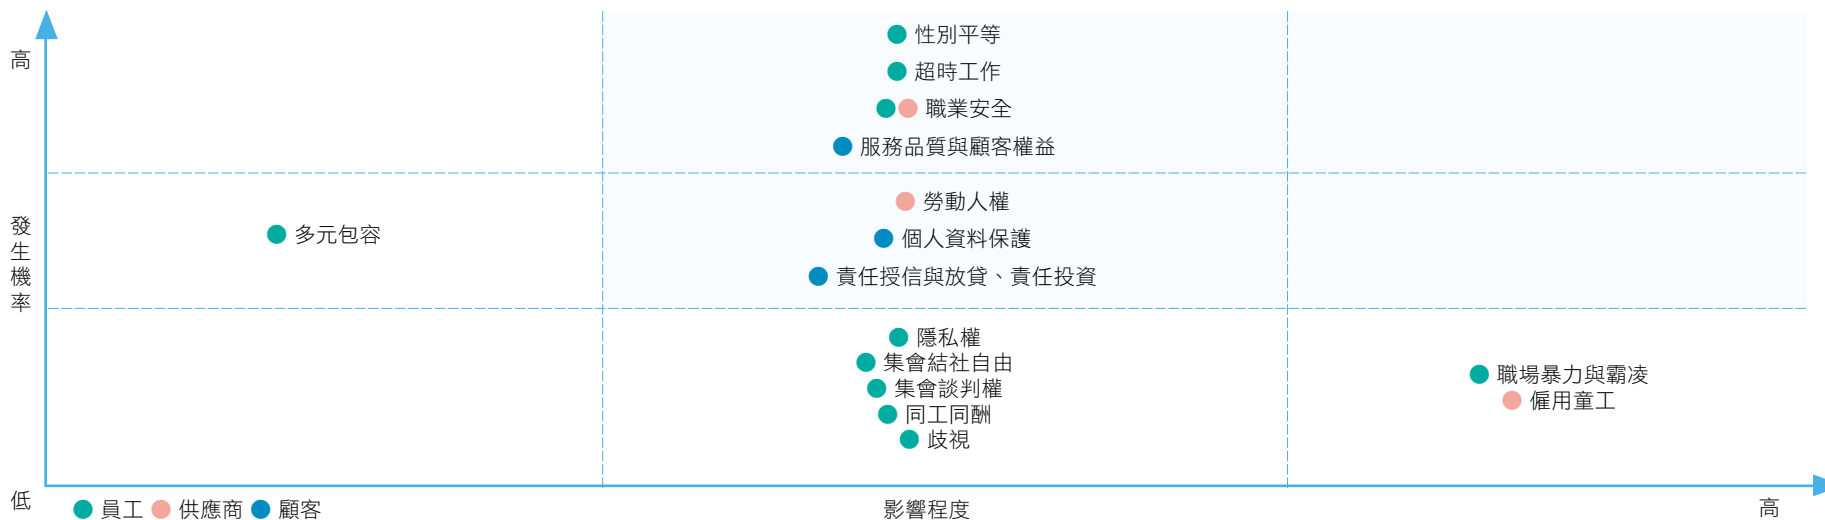 高
性別平等
超時工作
職業安全
服務品質與顧客權益
發生機率
勞動人權
多元包容
個人資料保護
責任授信與放貸、責任投資
隱私權
集會結社自由
集會談判權
同工同酬
歧視
職場暴力與霸凌
僱用童工
低
員工 供應商 顧客
影響程度
高